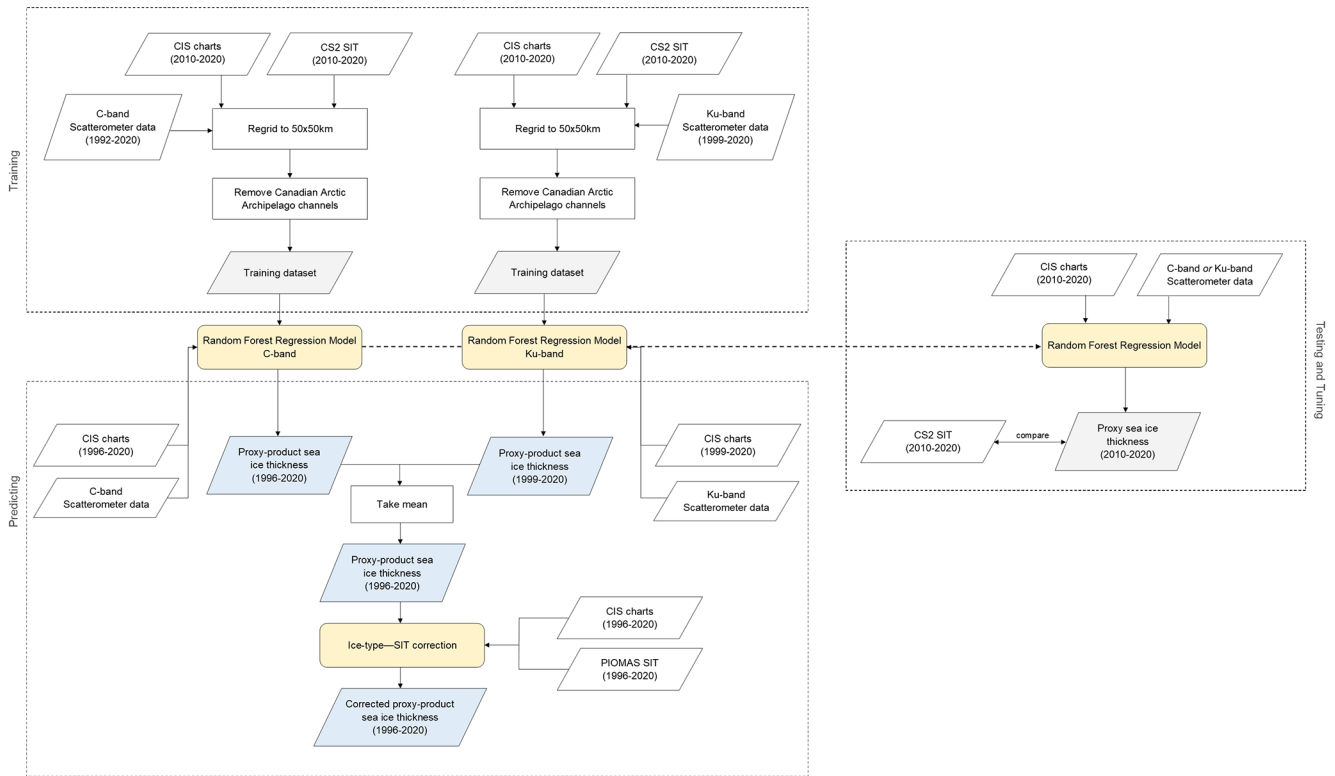 Training
CIS charts
(2010-2020)
CS2 SIT
(2010-2020)
C-band
Scatterometer data
(1992-2020)
Regrid to 50x50km
Remove Canadian Arctic
Archipelago channels
Training dataset
CIS charts
(2010-2020)
CS2 SIT
(2010-2020)
Ku-band
Scatterometer data
(1999-2020)
Regrid to 50x50km
Remove Canadian Arctic
Archipelago channels
Training dataset
Random Forest Regression Model
C-band
Random Forest Regression Model
Ku-band
Predicting
CIS charts
(1996-2020)
C-band
Scatterometer data
Proxy-product sea
ice thickness
(1996-2020)
Proxy-product sea
ice thickness
(1999-2020)
CIS charts
(1999-2020)
Ku-band
Scatterometer data
Take mean
Proxy-product sea
ice thickness
(1996-2020)
Ice-type—SIT correction
CIS charts
(1996-2020)
PIOMAS SIT
(1996-2020)
Corrected proxy-product
sea ice thickness
(1996-2020)
Testing and Tuning
CIS charts
(2010-2020)
C-band or Ku-band
Scatterometer data
Random Forest Regression Model
CS2 SIT
(2010-2020)
compare
Proxy sea ice
thickness
(2010-2020)